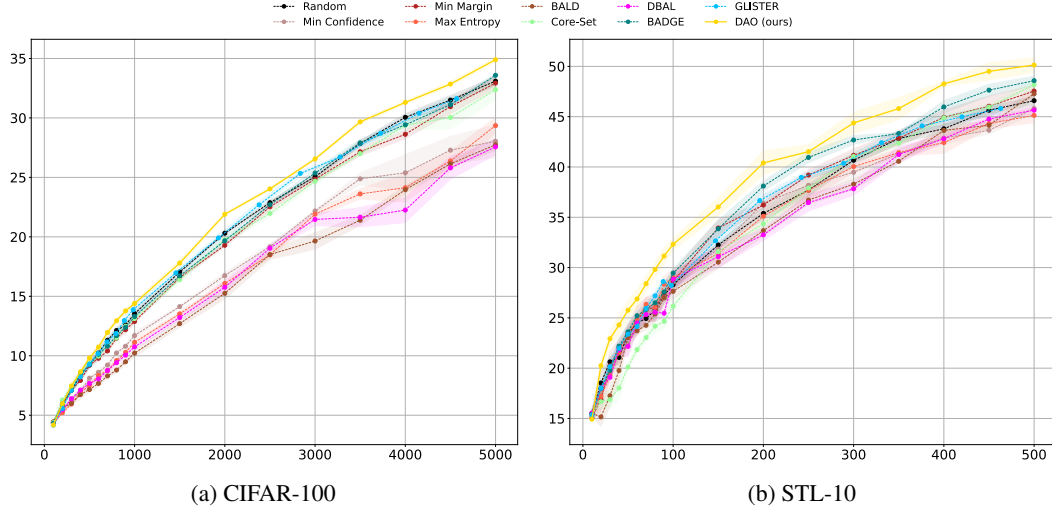 Random Min Margin BALD DBAL GLISTER
Min Confidence Max Entropy Core-Set BADGE DAO (ours)
35
30
25
20
15
10
5
0 1000 2000 3000 4000 5000
50
45
40
35
30
25
20
15
0 100 200 300 400 500
(a) CIFAR-100
(b) STL-10